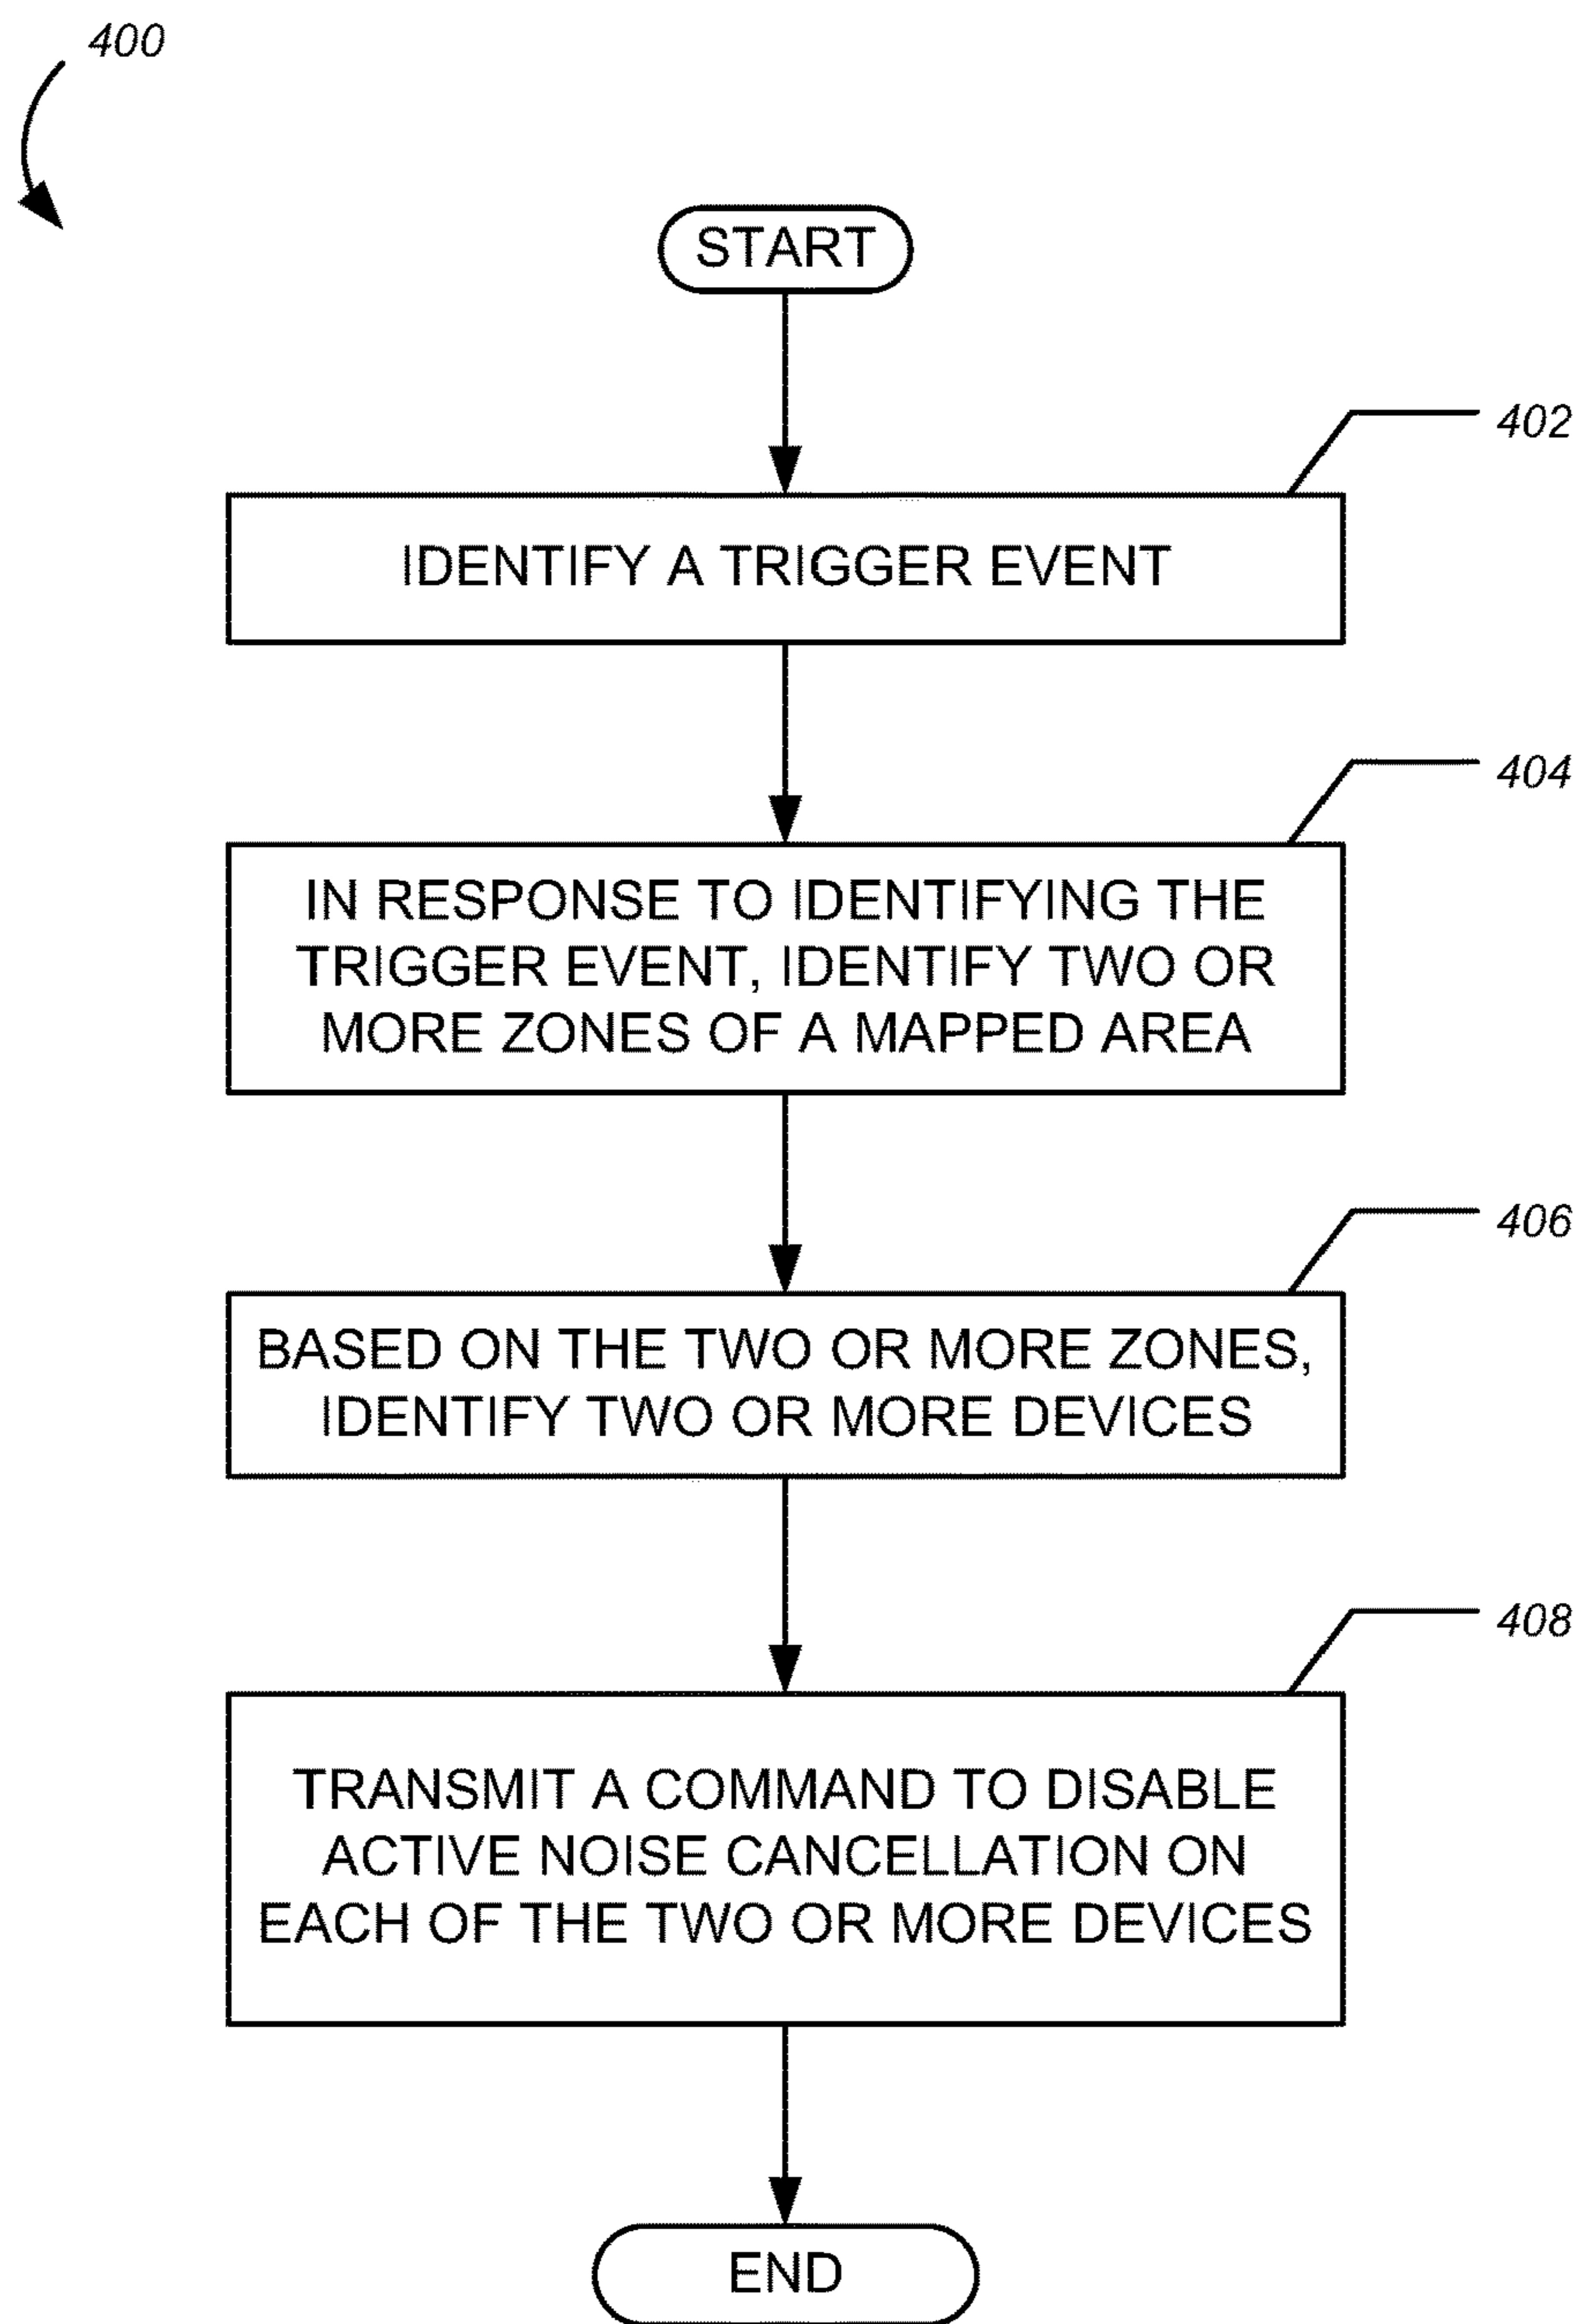 400
START
402
IDENTIFY A TRIGGER EVENT
404
IN RESPONSE TO IDENTIFYING THE
TRIGGER EVENT, IDENTIFY TWO OR
MORE ZONES OF A MAPPED AREA
406
BASED ON THE TWO OR MORE ZONES,
IDENTIFY TWO OR MORE DEVICES
408
TRANSMIT A COMMAND TO DISABLE
ACTIVE NOISE CANCELLATION ON
EACH OF THE TWO OR MORE DEVICES
END